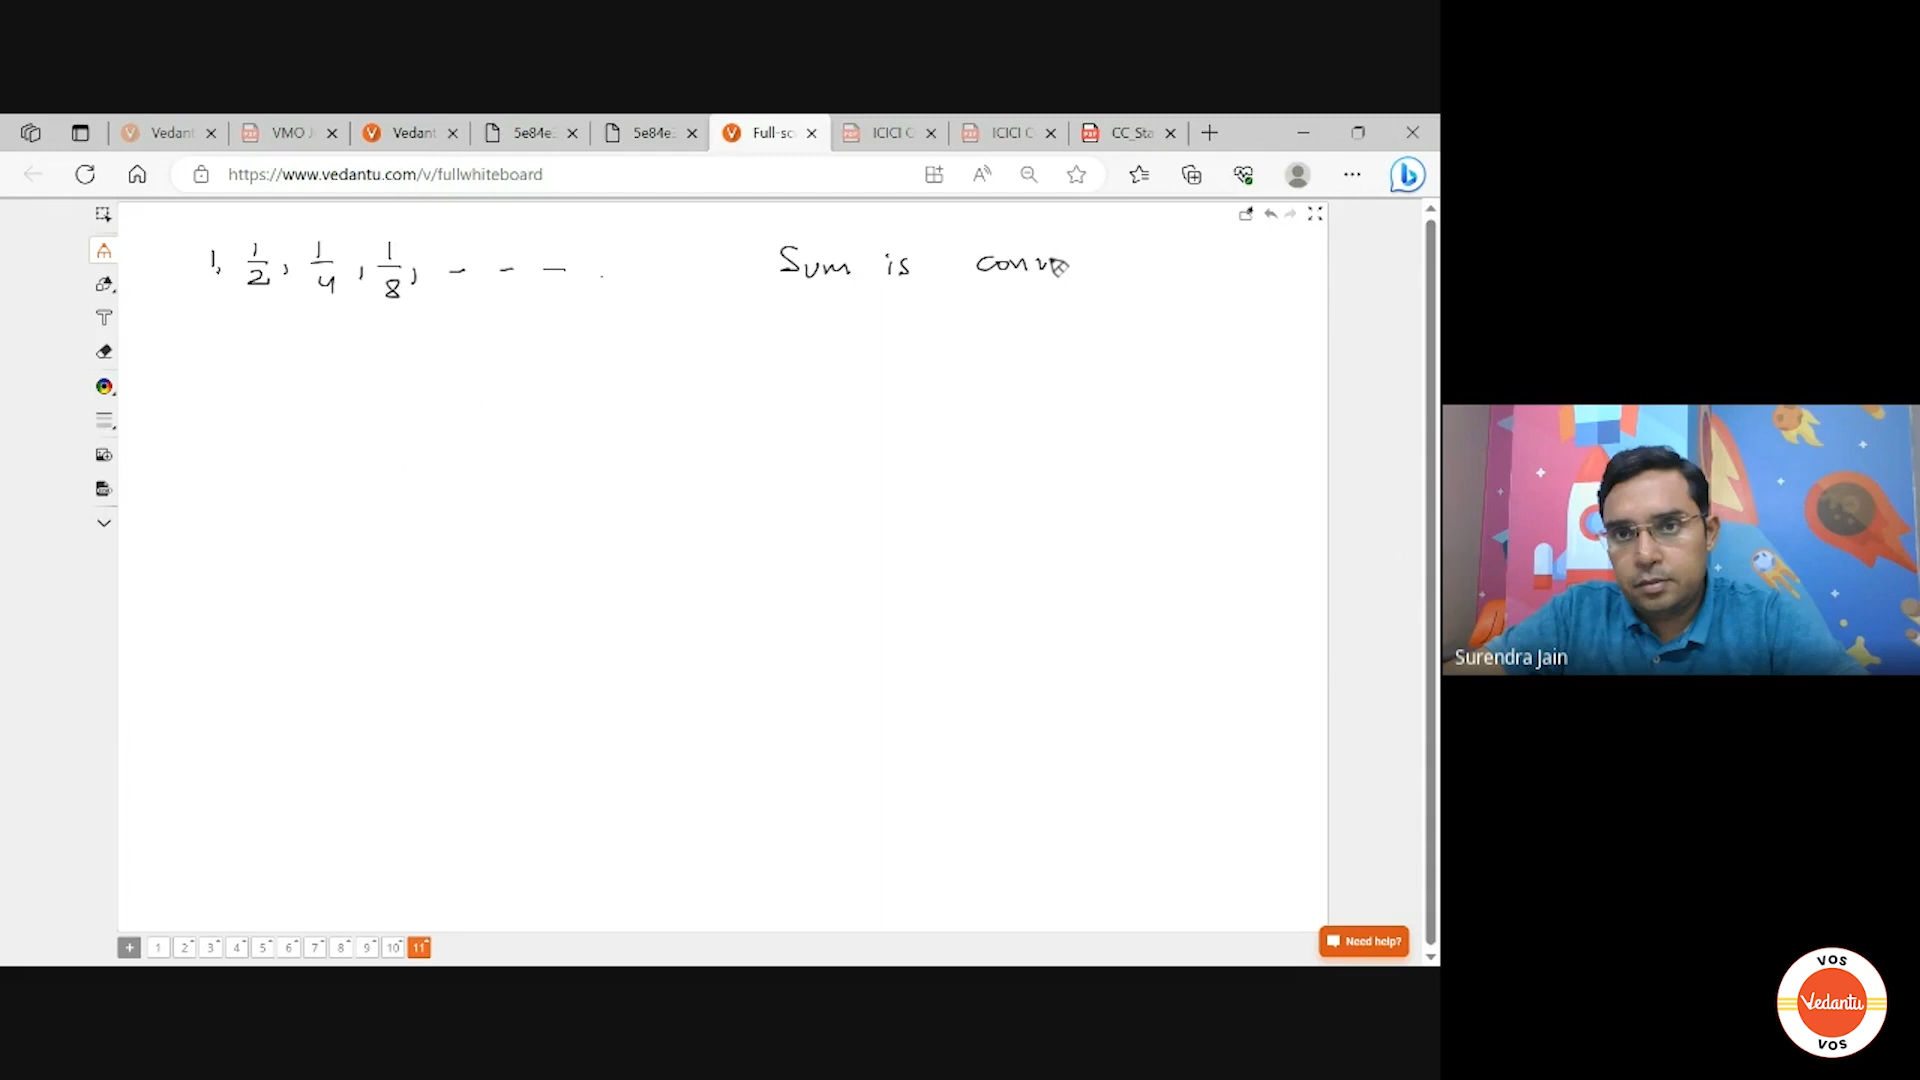 Vedant
VMO J
Vedant
5e84e
5e84e
Full-sc
ICICI C
ICICI C
CC_Sta
https://www.vedantu.com/v/fullwhiteboard
1, 1/2, 1/4, 1/8, - - - . Sum is conve
Surendra Jain
+ 1 2 3 4 5 6 7 8 9 10 11
Need help?
VOS
Vedantu
VOS